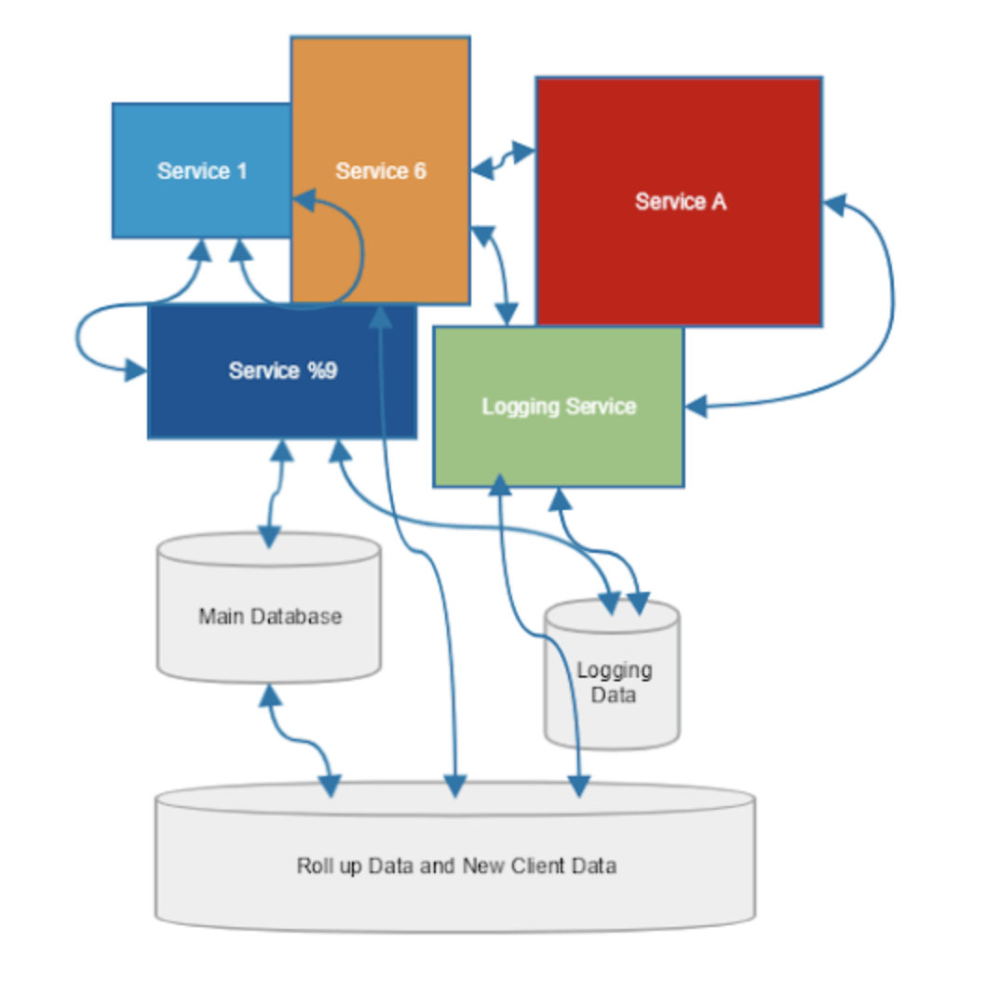 Service 1
Service 6
Service A
Service %9
Logging Service
Main Database
Logging
Data
Roll up Data and New Client Data